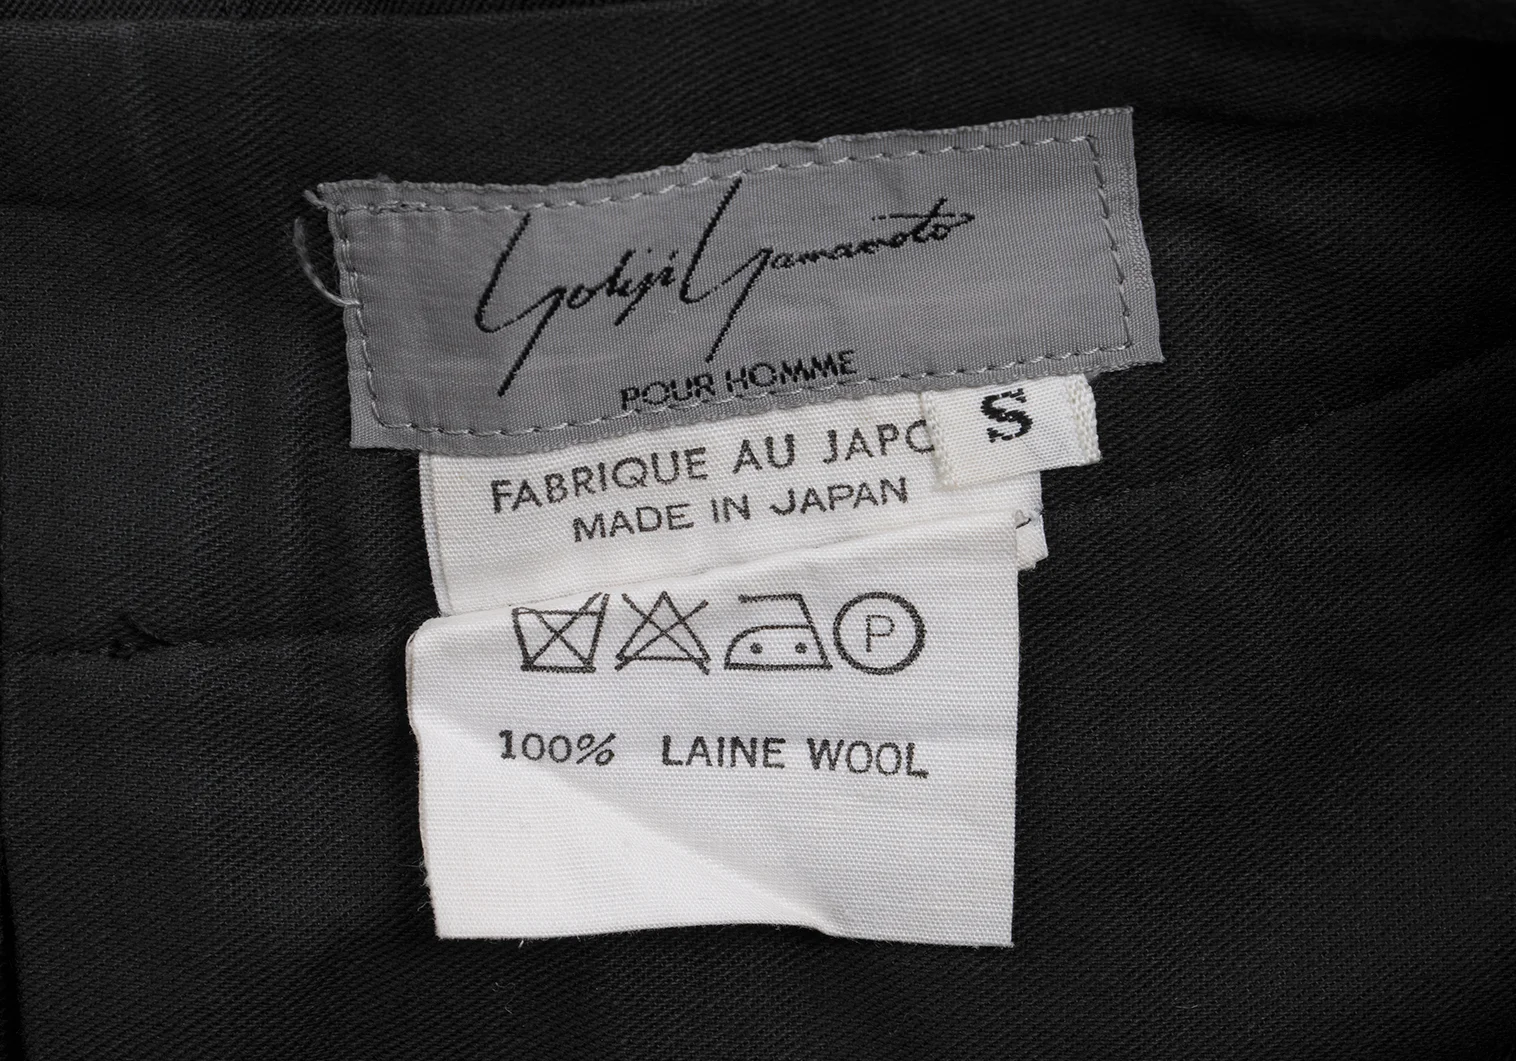 Yohji Yamamoto
POUR HOMME
S
FABRIQUE AU JAPO
MADE IN JAPAN
P
100% LAINE WOOL